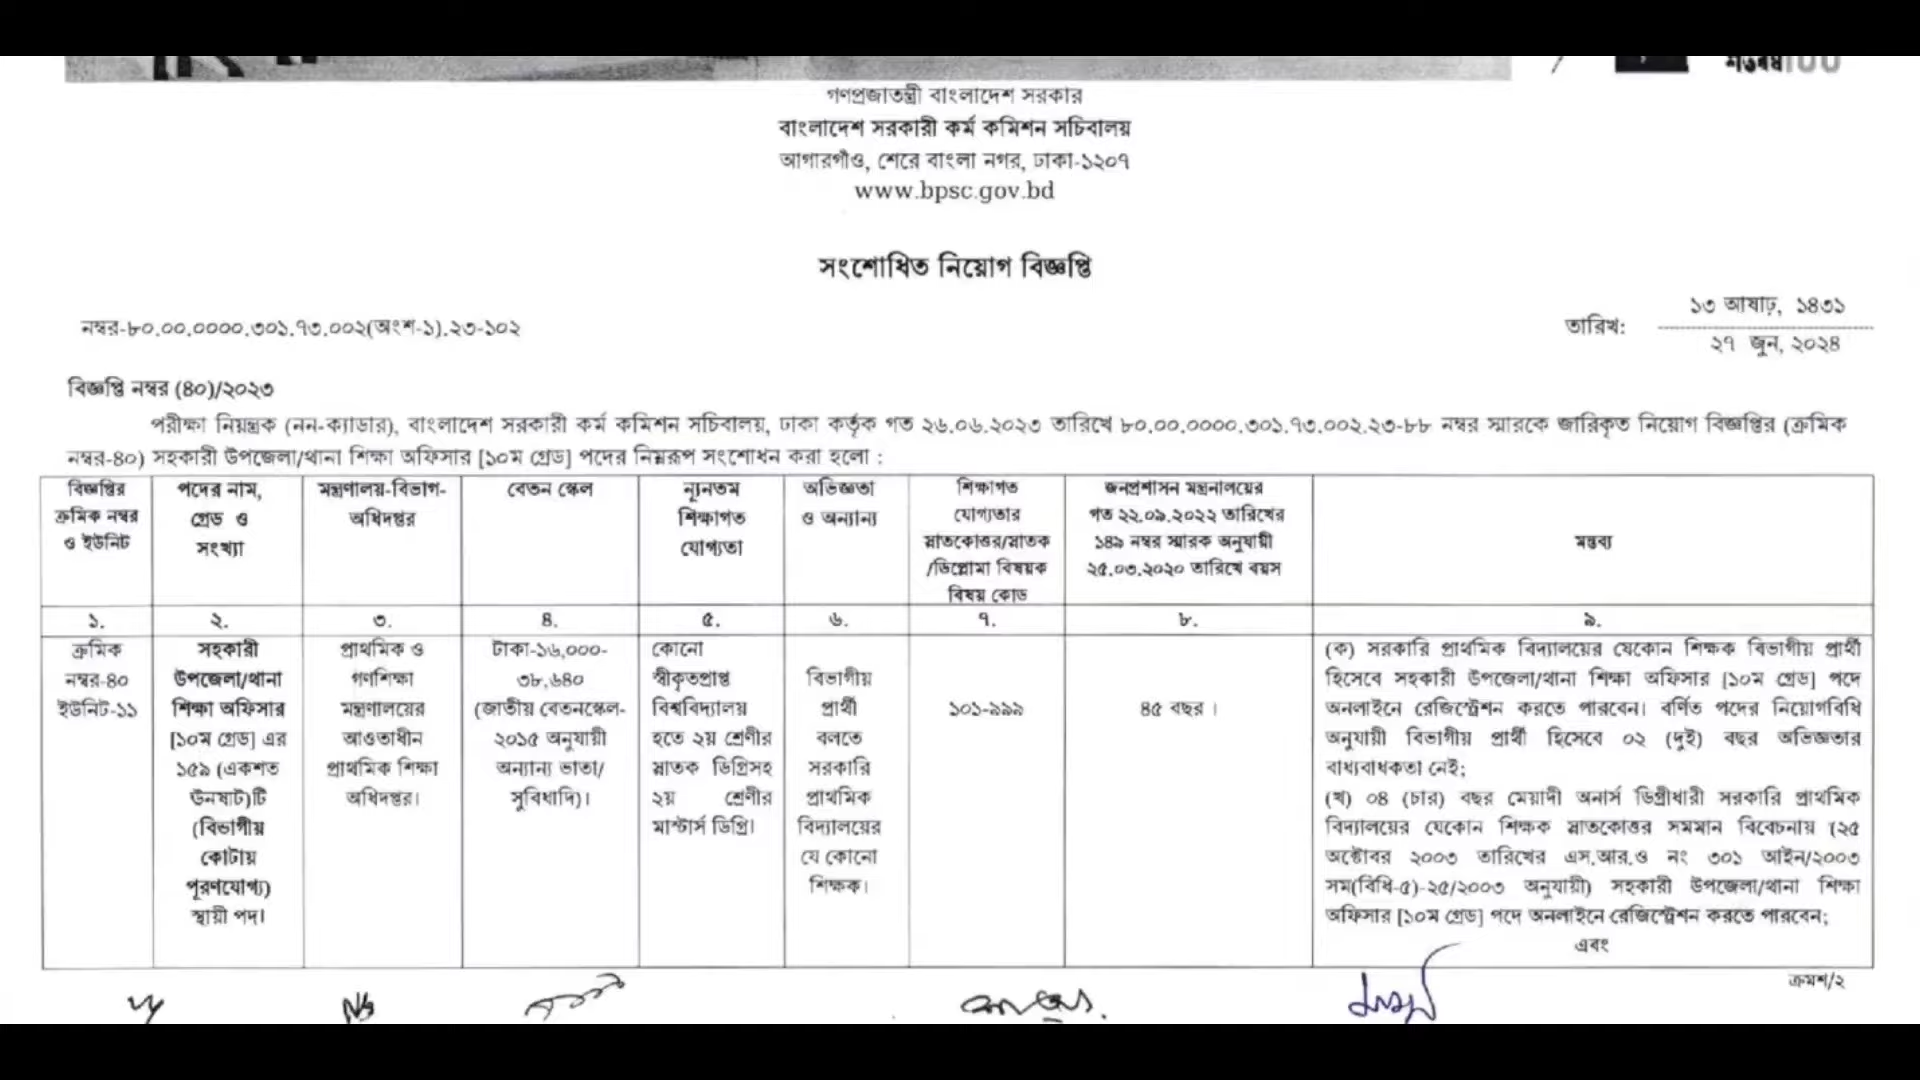 শতবর্ষ 100
গণপ্রজাতন্ত্রী বাংলাদেশ সরকার
বাংলাদেশ সরকারী কর্ম কমিশন সচিবালয়
আগারগাঁও, শেরে বাংলা নগর, ঢাকা-১২০৭
www.bpsc.gov.bd
সংশোধিত নিয়োগ বিজ্ঞপ্তি
নম্বর-৮০.০০.০০০০.৩০১.৭৩.০০২(অংশ-১).২৩-১০২
তারিখ:
১৩ আষাঢ়, ১৪৩১
২৭ জুন, ২০২৪
বিজ্ঞপ্তি নম্বর (৪০)/২০২৩
পরীক্ষা নিয়ন্ত্রক (নন-ক্যাডার), বাংলাদেশ সরকারী কর্ম কমিশন সচিবালয়, ঢাকা কর্তৃক গত ২৬.০৬.২০২৩ তারিখে ৮০.০০.০০০০.৩০১.৭৩.০০২.২৩-৮৮ নম্বর স্মারকে জারিকৃত নিয়োগ বিজ্ঞপ্তির (ক্রমিক
নম্বর-৪০) সহকারী উপজেলা/থানা শিক্ষা অফিসার [১০ম গ্রেড] পদের নিম্নরূপ সংশোধন করা হলো :
বিজ্ঞপ্তির
ক্রমিক নম্বর
ও ইউনিট
পদের নাম,
গ্রেড ও
সংখ্যা
মন্ত্রণালয়-বিভাগ-
অধিদপ্তর
বেতন স্কেল
ন্যূনতম
শিক্ষাগত
যোগ্যতা
অভিজ্ঞতা
ও অন্যান্য
শিক্ষাগত
যোগ্যতার
স্নাতকোত্তর/স্নাতক
/ডিপ্লোমা বিষয়ক
বিষয় কোড
জনপ্রশাসন মন্ত্রনালয়ের
গত ২২.০৯.২০২২ তারিখের
১৪৯ নম্বর স্মারক অনুযায়ী
২৫.০৩.২০২০ তারিখে বয়স
মন্তব্য
১.
২.
৩.
৪.
৫.
৬.
৭.
৮.
৯.
ক্রমিক
নম্বর-৪০
ইউনিট-১১
সহকারী
উপজেলা/থানা
শিক্ষা অফিসার
[১০ম গ্রেড] এর
১৫৯ (একশত
উনষাট)টি
(বিভাগীয়
কোটায়
পূরণযোগ্য)
স্থায়ী পদ।
প্রাথমিক ও
গণশিক্ষা
মন্ত্রণালয়ের
আওতাধীন
প্রাথমিক শিক্ষা
অধিদপ্তর।
টাকা-১৬,০০০-
৩৮,৬৪০
(জাতীয় বেতনস্কেল-
২০১৫ অনুযায়ী
অন্যান্য ভাতা/
সুবিধাদি)।
কোনো
স্বীকৃতপ্রাপ্ত
বিশ্ববিদ্যালয়
হতে ২য় শ্রেণীর
স্নাতক ডিগ্রিসহ
২য় শ্রেণীর
মাস্টার্স ডিগ্রি।
বিভাগীয়
প্রার্থী
বলতে
সরকারি
প্রাথমিক
বিদ্যালয়ের
যে কোনো
শিক্ষক।
১০১-৯৯৯
৪৫ বছর ।
(ক) সরকারি প্রাথমিক বিদ্যালয়ের যেকোন শিক্ষক বিভাগীয় প্রার্থী
হিসেবে সহকারী উপজেলা/থানা শিক্ষা অফিসার [১০ম গ্রেড] পদে
অনলাইনে রেজিস্ট্রেশন করতে পারবেন। বর্ণিত পদের নিয়োগবিধি
অনুযায়ী বিভাগীয় প্রার্থী হিসেবে ০২ (দুই) বছর অভিজ্ঞতার
বাধ্যবাধকতা নেই;
(খ) ০৪ (চার) বছর মেয়াদী অনার্স ডিগ্রীধারী সরকারি প্রাথমিক
বিদ্যালয়ের যেকোন শিক্ষক স্নাতকোত্তর সমমান বিবেচনায় (২৫
অক্টোবর ২০০৩ তারিখের এস.আর.ও নং ৩০১ আইন/২০০৩
সম(বিধি-৫)-২৫/২০০৩ অনুযায়ী) সহকারী উপজেলা/থানা শিক্ষা
অফিসার [১০ম গ্রেড] পদে অনলাইনে রেজিস্ট্রেশন করতে পারবেন;
এবং
ক্রমশ/২